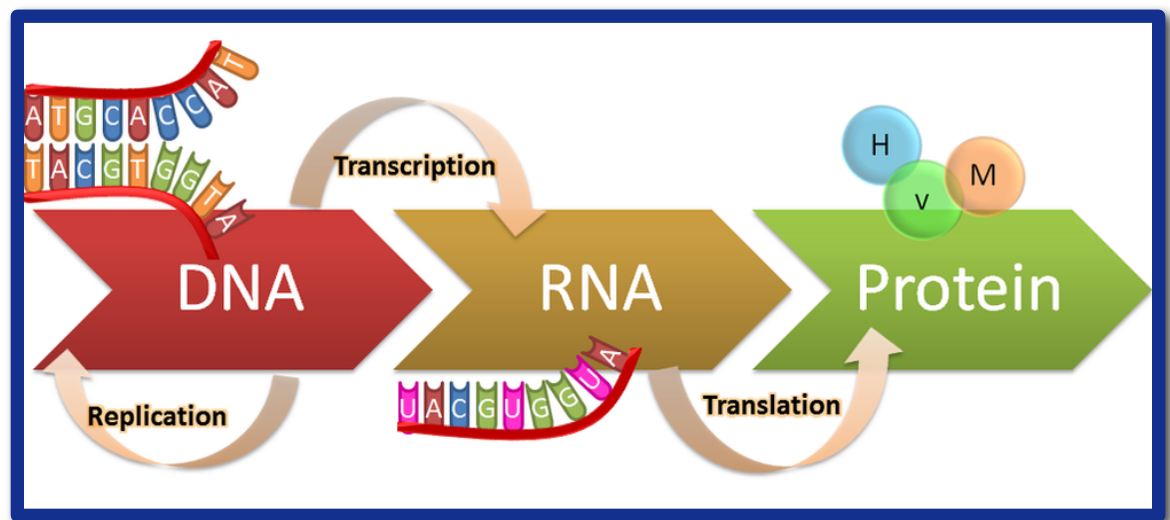 ATGCACCAT
TACGTGGTA
Transcription
H
v
M
DNA
RNA
Protein
Replication
UACGUGGUA
Translation